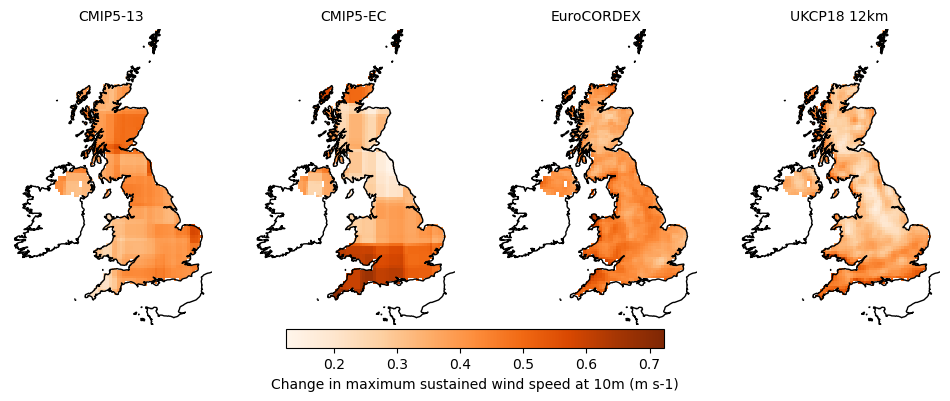 CMIP5-13 CMIP5-EC EuroCORDEX UKCP18 12km
0.2 0.3 0.4 0.5 0.6 0.7
Change in maximum sustained wind speed at 10m (m s-1)